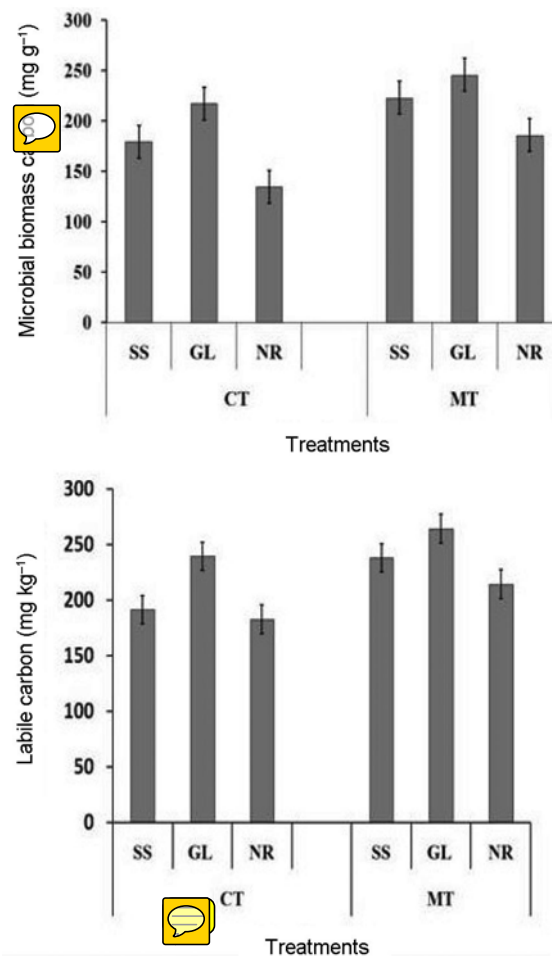 Microbial biomass carbon (mg g⁻¹)
300
250
200
150
100
50
0
SS GL NR SS GL NR
CT MT
Treatments
Labile carbon (mg kg⁻¹)
300
250
200
150
100
50
0
SS GL NR SS GL NR
CT MT
Treatments